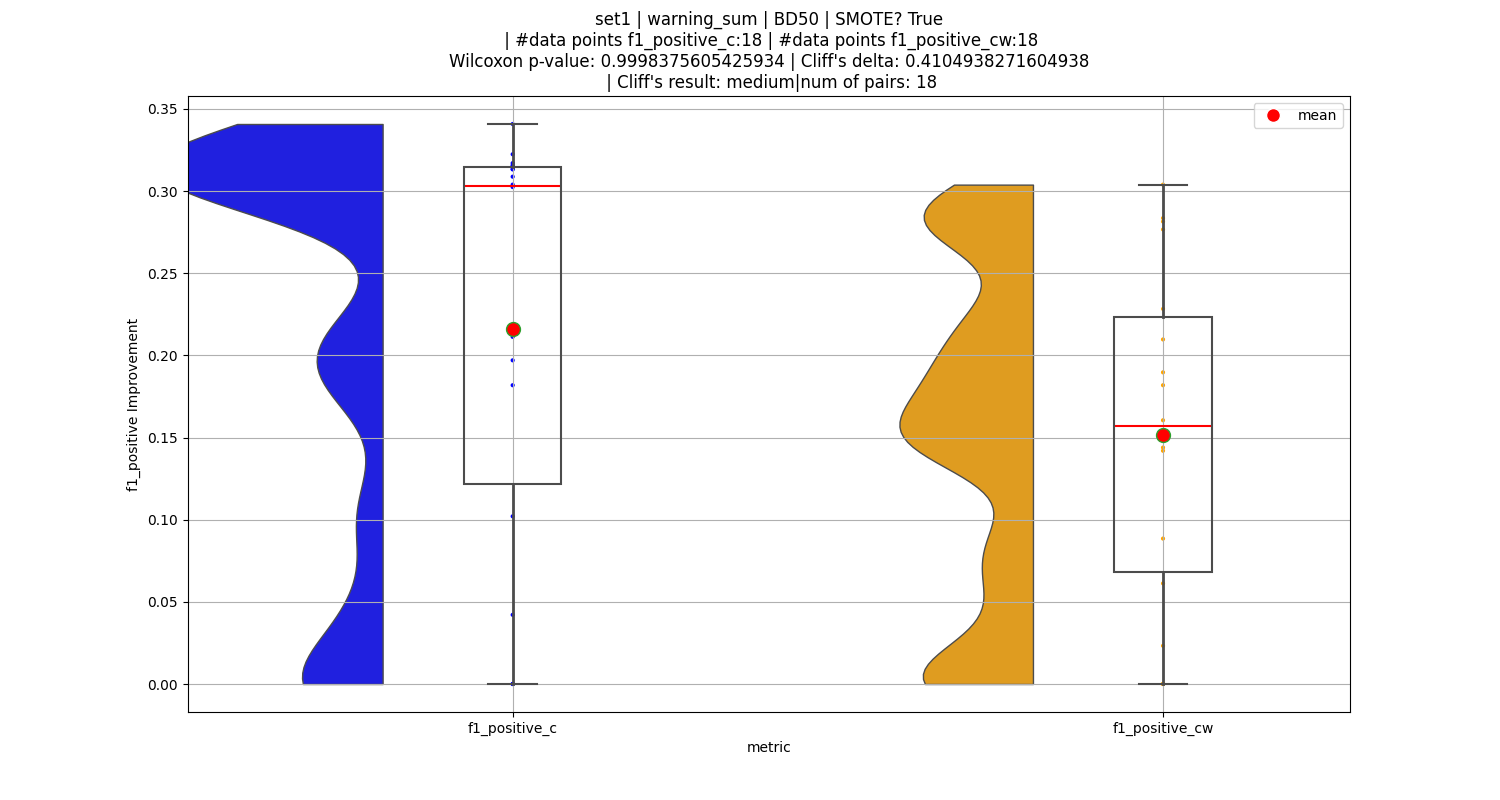 set1 | warning_sum | BD50 | SMOTE? True
| #data points f1_positive_c:18 | #data points f1_positive_cw:18
Wilcoxon p-value: 0.9998375605425934 | Cliff's delta: 0.4104938271604938
| Cliff's result: medium|num of pairs: 18
mean
0.35
0.30
0.25
0.20
0.15
0.10
0.05
0.00
f1_positive Improvement
f1_positive_c
f1_positive_cw
metric